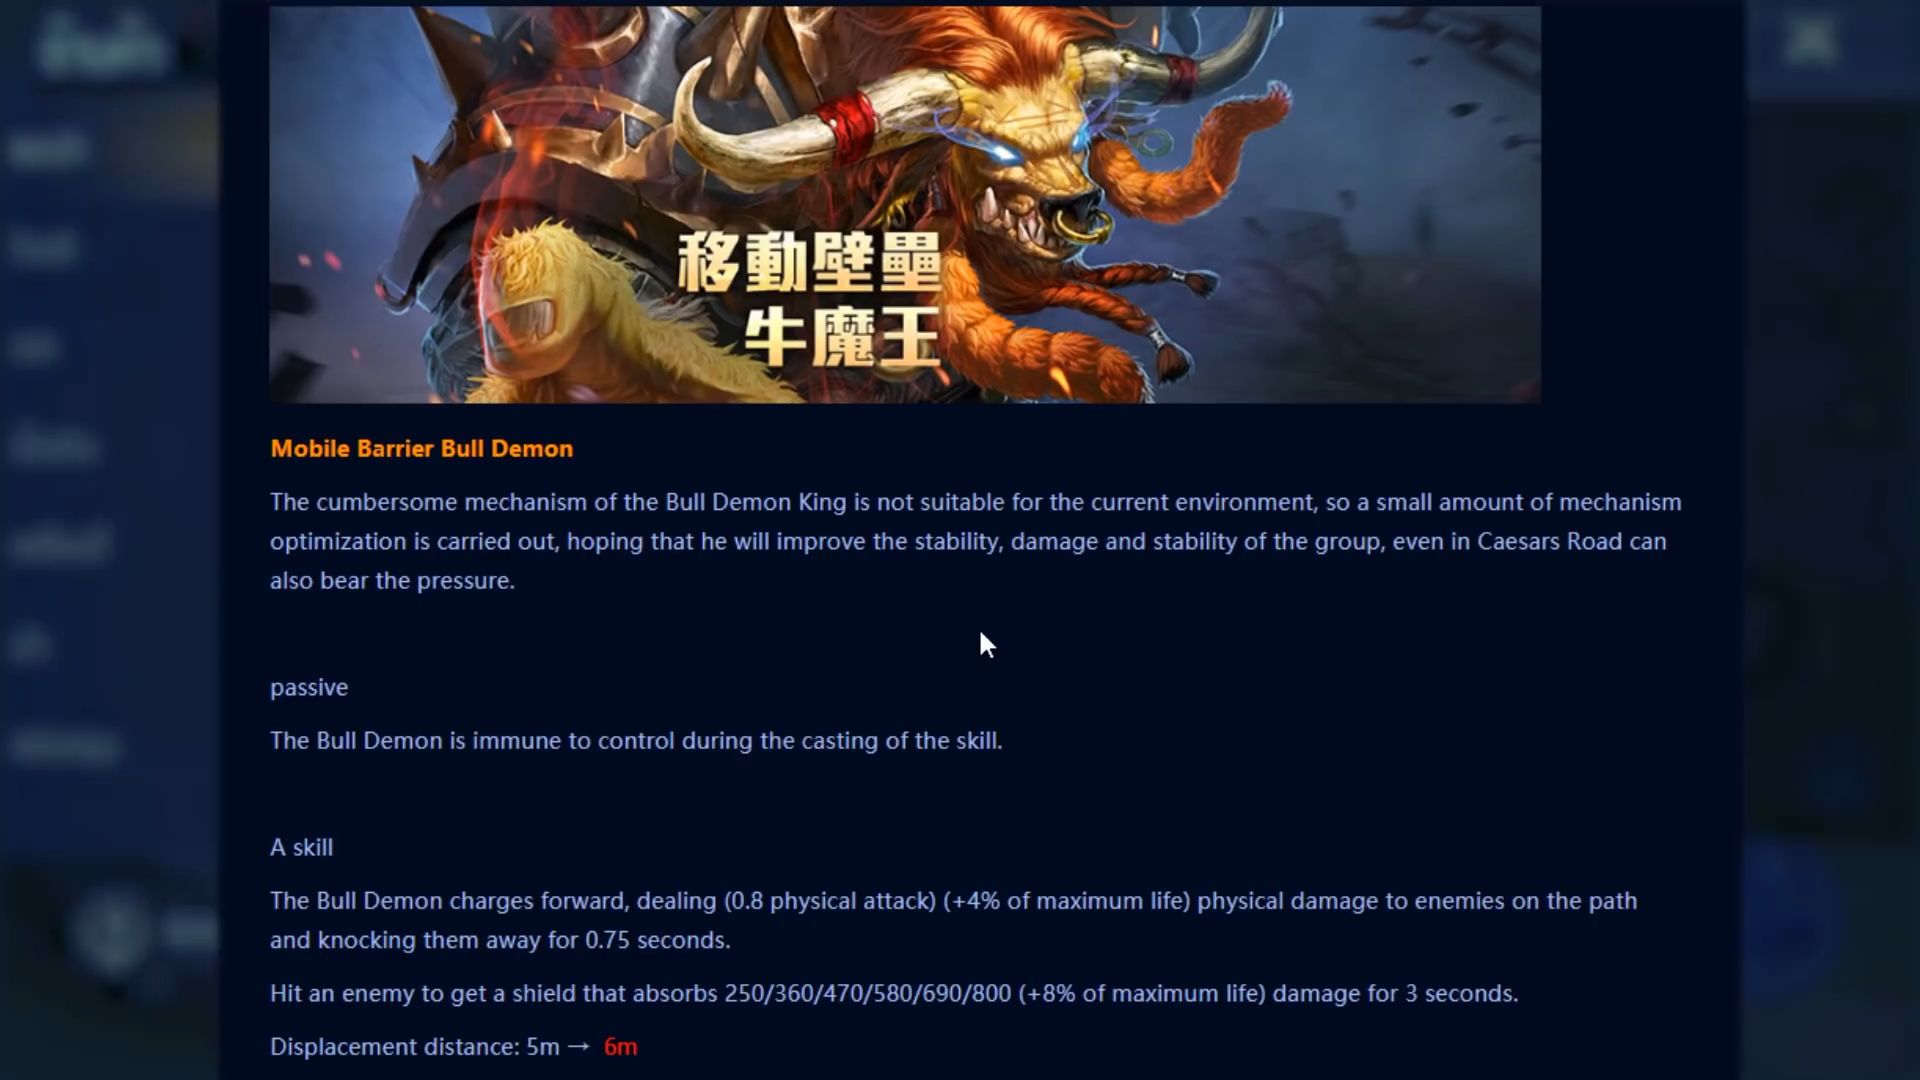 移動壁壘
牛魔王
Mobile Barrier Bull Demon
The cumbersome mechanism of the Bull Demon King is not suitable for the current environment, so a small amount of mechanism
optimization is carried out, hoping that he will improve the stability, damage and stability of the group, even in Caesars Road can
also bear the pressure.
passive
The Bull Demon is immune to control during the casting of the skill.
A skill
The Bull Demon charges forward, dealing (0.8 physical attack) (+4% of maximum life) physical damage to enemies on the path
and knocking them away for 0.75 seconds.
Hit an enemy to get a shield that absorbs 250/360/470/580/690/800 (+8% of maximum life) damage for 3 seconds.
Displacement distance: 5m → 6m